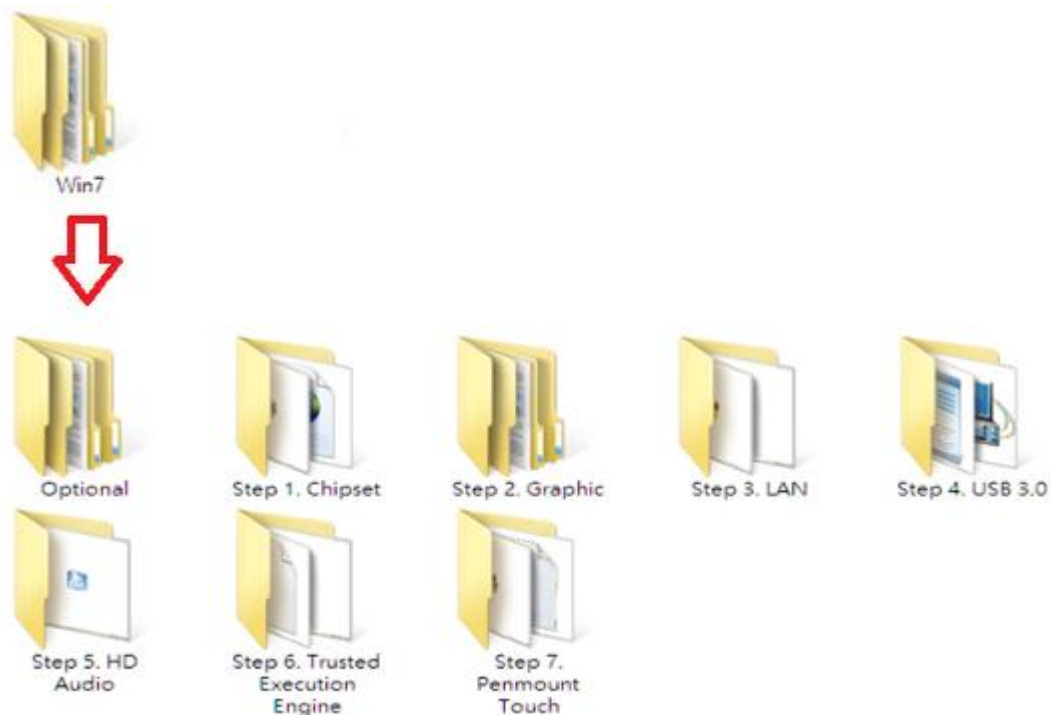 Win7
Optional
Step 1. Chipset
Step 2. Graphic
Step 3. LAN
Step 4. USB 3.0
Step 5. HD
Audio
Step 6. Trusted
Execution
Engine
Step 7.
Penmount
Touch